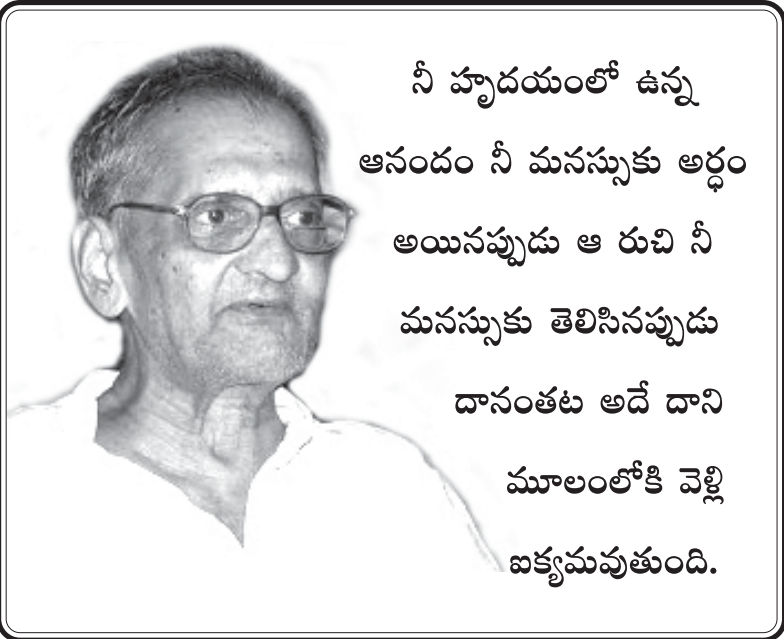 నీ హృదయంలో ఉన్న
ఆనందం నీ మనస్సుకు అర్ధం
అయినప్పుడు ఆ రుచి నీ
మనస్సుకు తెలిసినప్పుడు
దానంతట అదే దాని
మూలంలోకి వెళ్లి
ఐక్యమవుతుంది.